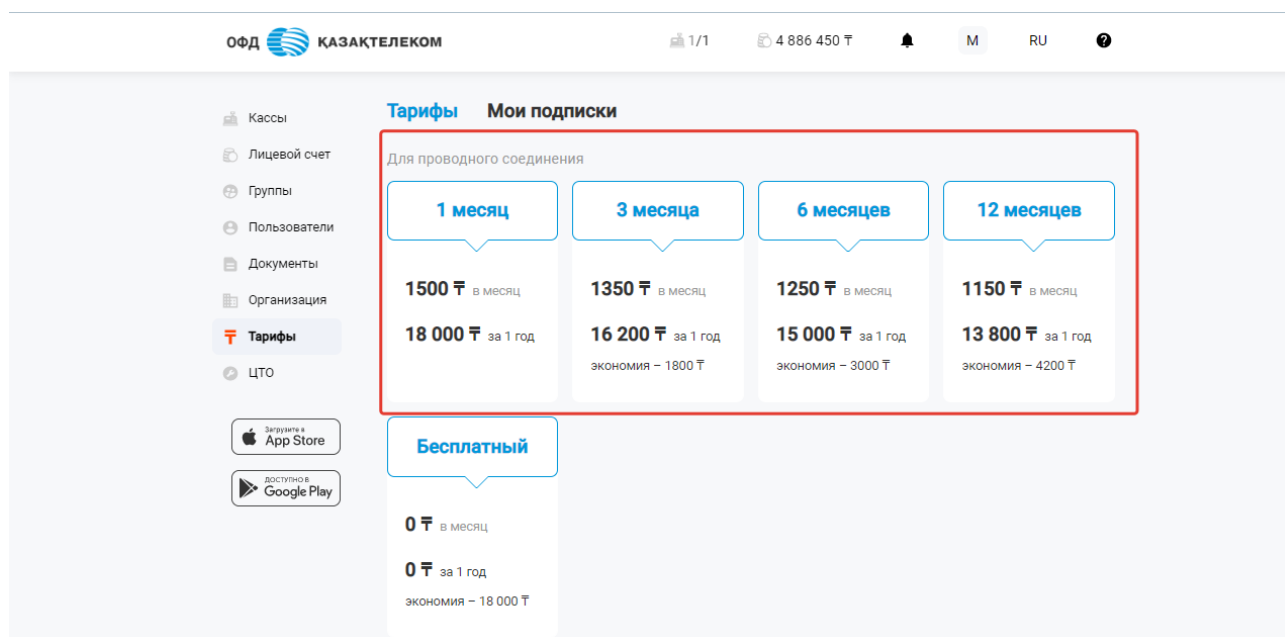 ОФД ҚАЗАҚТЕЛЕКОМ 1/1 4 886 450 ₸ M RU ?
Тарифы Мои подписки
Кассы
Лицевой счет
Группы
Пользователи
Документы
Организация
₸ Тарифы
ЦТО
Загрузите в
App Store
ДОСТУПНО В
Google Play
Для проводного соединения
1 месяц 3 месяца 6 месяцев 12 месяцев
1500 ₸ в месяц 1350 ₸ в месяц 1250 ₸ в месяц 1150 ₸ в месяц
18 000 ₸ за 1 год 16 200 ₸ за 1 год 15 000 ₸ за 1 год 13 800 ₸ за 1 год
экономия – 1800 ₸ экономия – 3000 ₸ экономия – 4200 ₸
Бесплатный
0 ₸ в месяц
0 ₸ за 1 год
экономия – 18 000 ₸